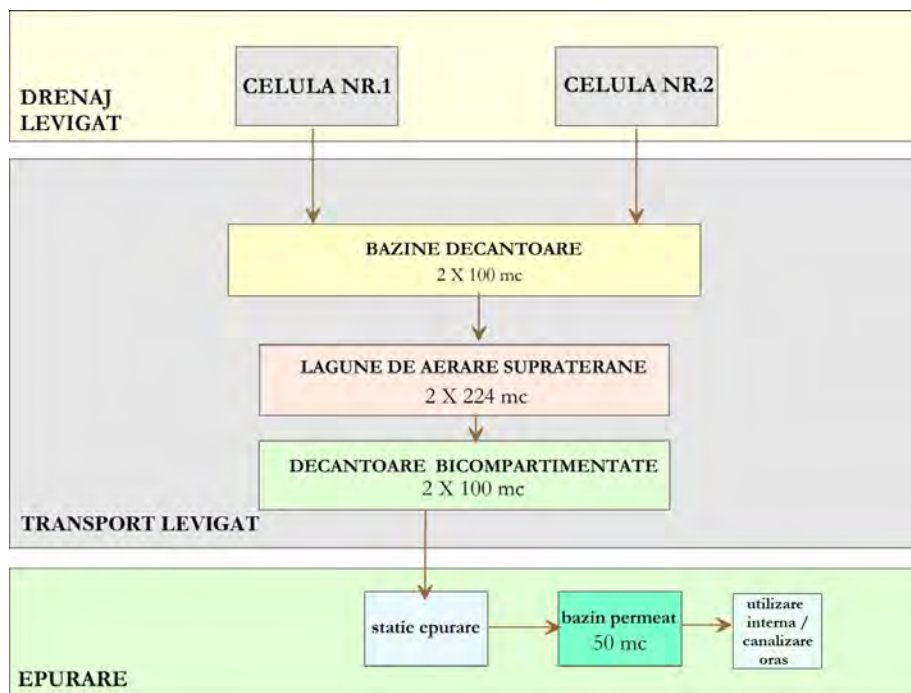 CELULA NR.1
CELULA NR.2
DRENAJ
LEVIGAT
BAZINE DECANTOARE
2 X 100 mc
LAGUNE DE AERARE SUPRATERANE
2 X 224 mc
DECANTOARE BICOMPARTIMENTATE
2 X 100 mc
TRANSPORT LEVIGAT
statie epurare
bazin permeat
50 mc
utilizare
interna /
canalizare
oras
EPURARE